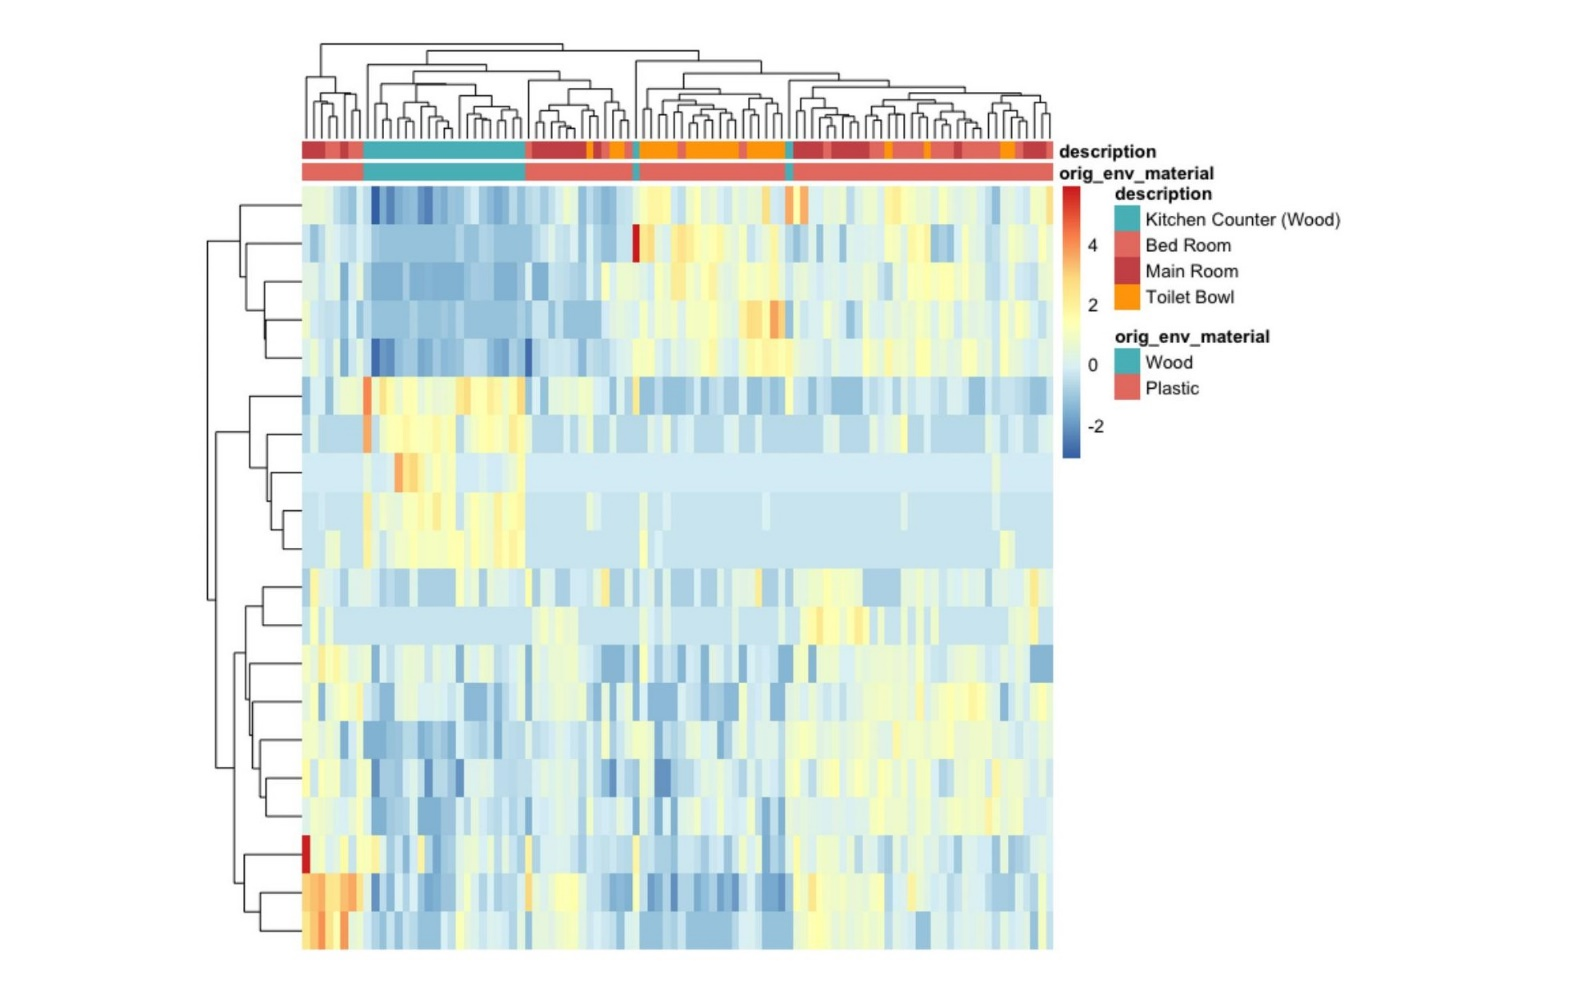 description
orig_env_material
description
Kitchen Counter (Wood)
Bed Room
Main Room
Toilet Bowl
orig_env_material
Wood
Plastic
4
2
0
-2